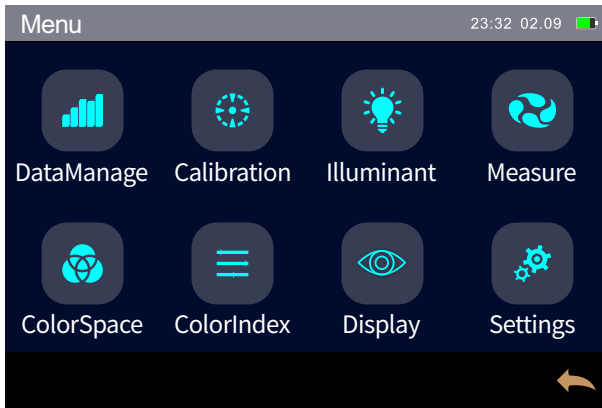 Menu 23:32 02.09
DataManage Calibration Illuminant Measure
ColorSpace ColorIndex Display Settings